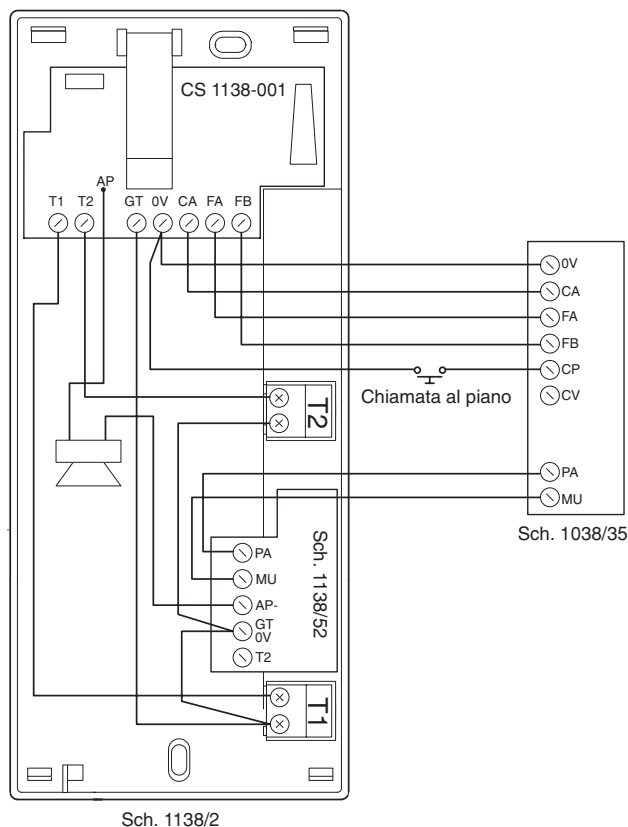 CS 1138-001
AP
T1 T2 GT 0V CA FA FB
0V
CA
FA
FB
CP
CV
Chiamata al piano
T2
PA
MU
Sch. 1038/35
Sch. 1138/52
PA
MU
AP-
GT
0V
T2
T1
Sch. 1138/2